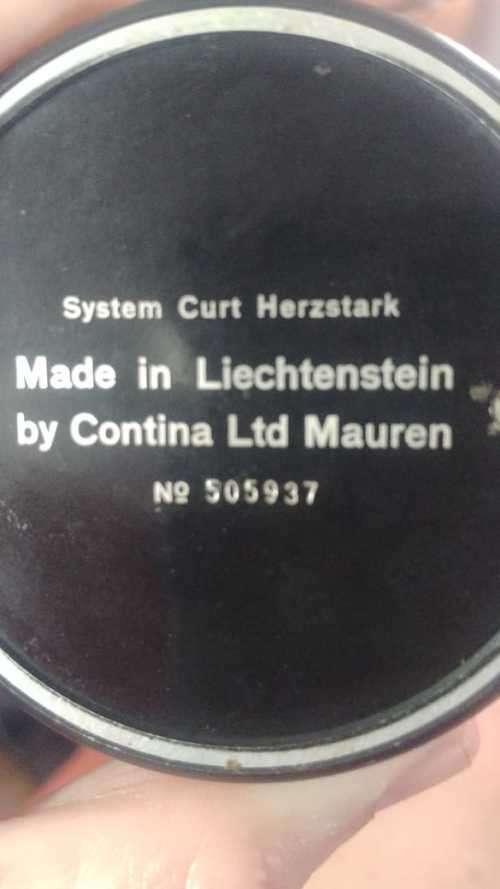 System Curt Herzstark
Made in Liechtenstein
by Contina Ltd Mauren
Nº 505937